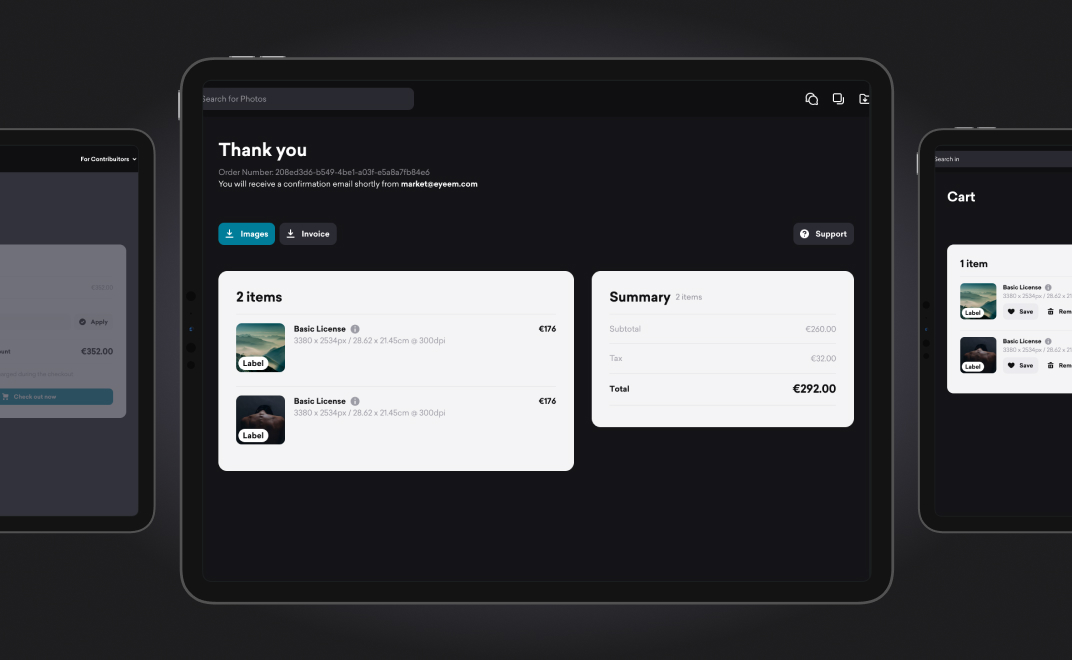 For Contributors
Apply
€352.00
Check out now
Search for Photos
Thank you
Order Number: 208ed3d6-b549-4be1-a03f-e5a8a7fb84e6
You will receive a confirmation email shortly from market@eyeem.com
Images
Invoice
Support
2 items
Basic License
€176
3380 x 2534px / 28.62 x 21.45cm @ 300dpi
Label
Basic License
€176
3380 x 2534px / 28.62 x 21.45cm @ 300dpi
Label
Summary 2 items
Subtotal €260.00
Tax €32.00
Total €292.00
Search in
Cart
1 item
Basic License
3380 x 2534px / 28.62 x 21
Label
Save
Rem
Basic License
3380 x 2534px / 28.62 x 21
Label
Save
Rem